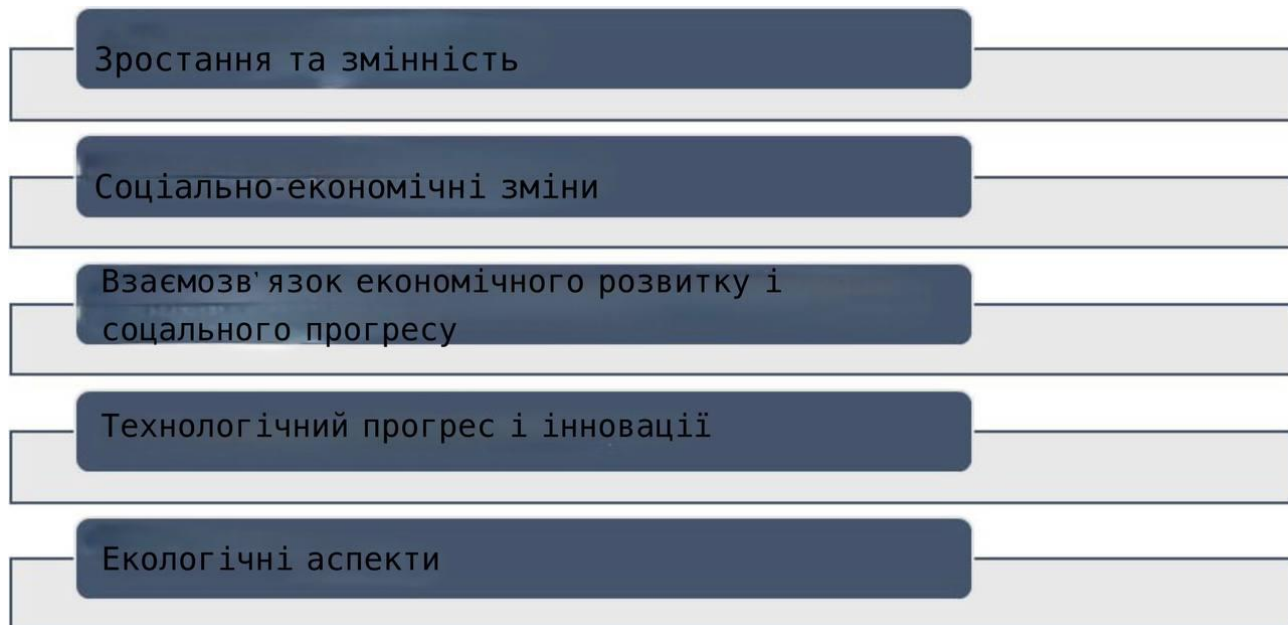 Зростання та змінність
Соціально-економічні зміни
Взаємозв'язок економічного розвитку і
соцального прогресу
Технологічний прогрес і інновації
Екологічні аспекти